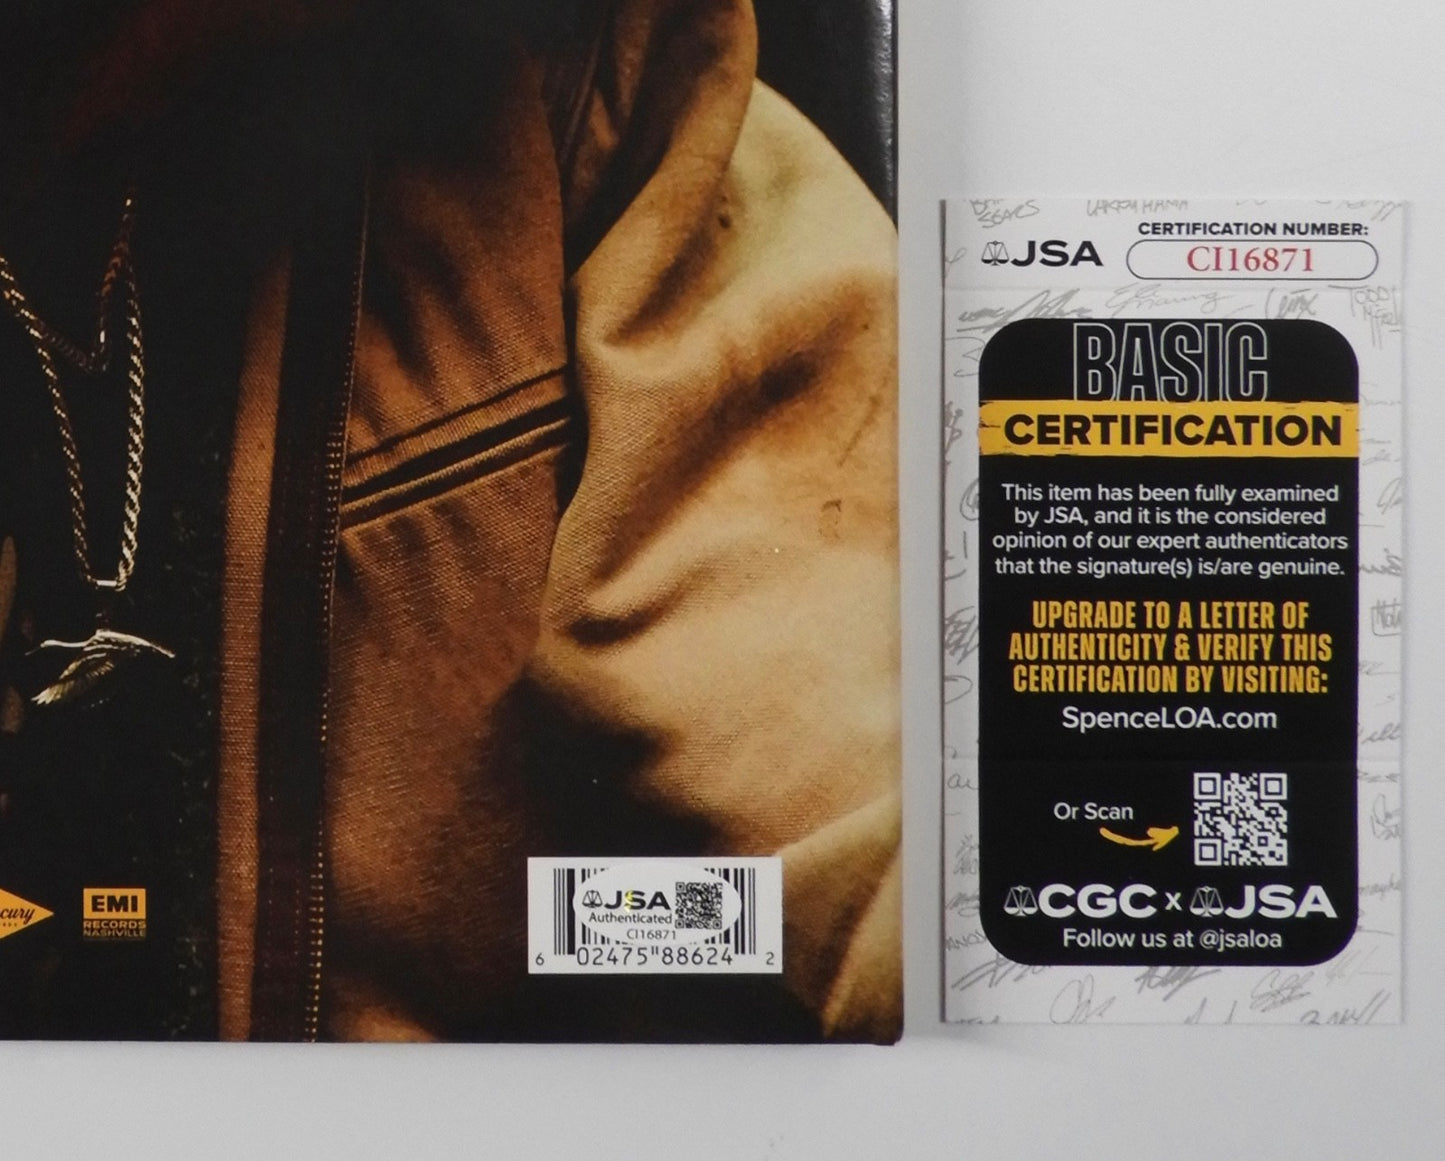 cury
EMI
RECORDS
NASHVILLE
JSA
Authenticated
CI16871
6 02475"88624 2
SEARS
JSA
CERTIFICATION NUMBER:
CI16871
BASIC
CERTIFICATION
This item has been fully examined
by JSA, and it is the considered
opinion of our expert authenticators
that the signature(s) is/are genuine.
UPGRADE TO A LETTER OF
AUTHENTICITY & VERIFY THIS
CERTIFICATION BY VISITING:
SpenceLOA.com
Or Scan
CGC x JSA
Follow us at @jsaloa